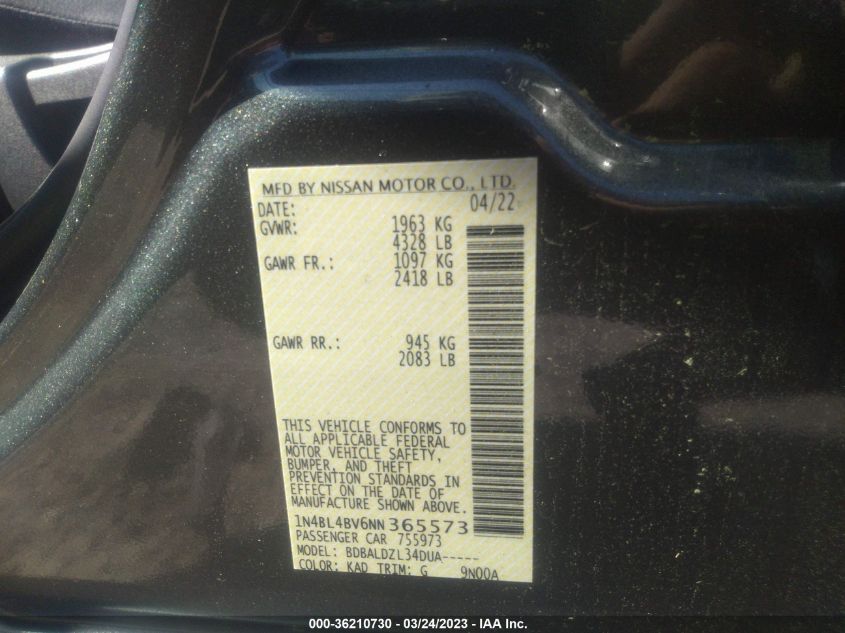 MFD BY NISSAN MOTOR CO., LTD.
DATE: 04/22
GVWR: 1963 KG
4328 LB
GAWR FR.: 1097 KG
2418 LB
GAWR RR.: 945 KG
2083 LB
THIS VEHICLE CONFORMS TO
ALL APPLICABLE FEDERAL
MOTOR VEHICLE SAFETY,
BUMPER, AND THEFT
PREVENTION STANDARDS IN
EFFECT ON THE DATE OF
MANUFACTURE SHOWN ABOVE.
1N4BL4BV6NN365573
PASSENGER CAR 755973
MODEL: BDBALDZL34DUA-----
COLOR: KAD TRIM: G 9N00A
000-36210730 - 03/24/2023 - IAA Inc.